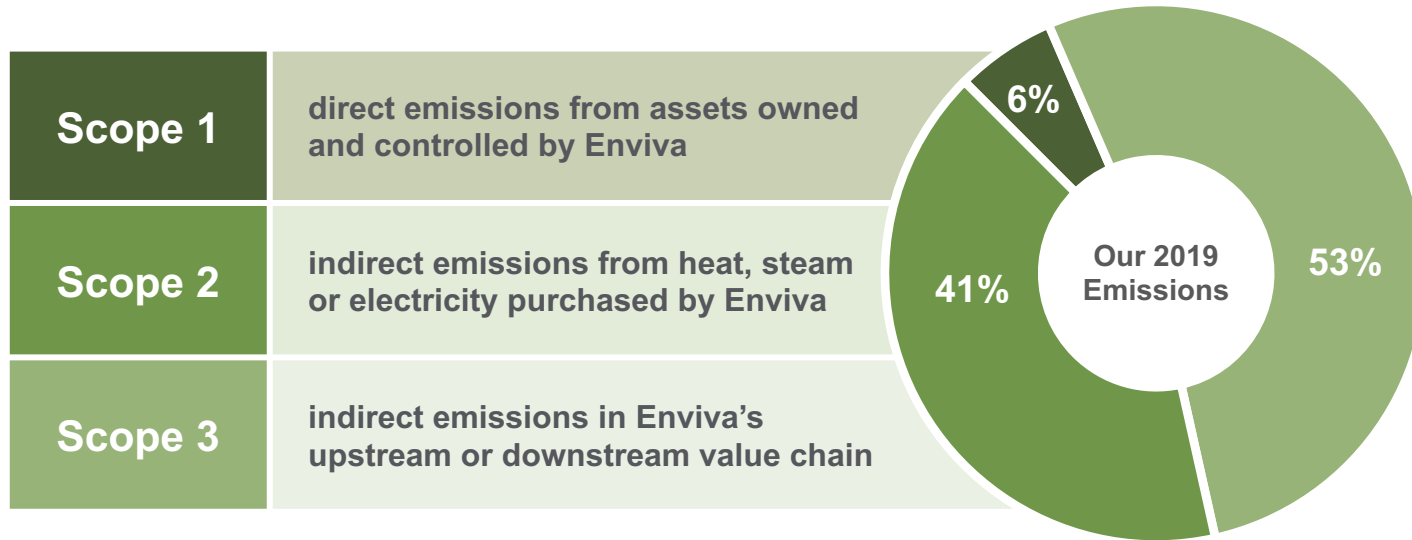 Scope 1
direct emissions from assets owned
and controlled by Enviva
Scope 2
indirect emissions from heat, steam
or electricity purchased by Enviva
Scope 3
indirect emissions in Enviva’s
upstream or downstream value chain
6%
53%
41%
Our 2019
Emissions